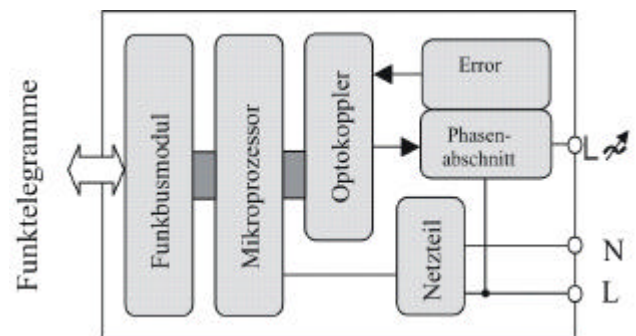 Funktelegramme
Funkbusmodul
Mikroprozessor
Optokoppler
Error
Phasen-
abschnitt
L
Netzteil
N
L